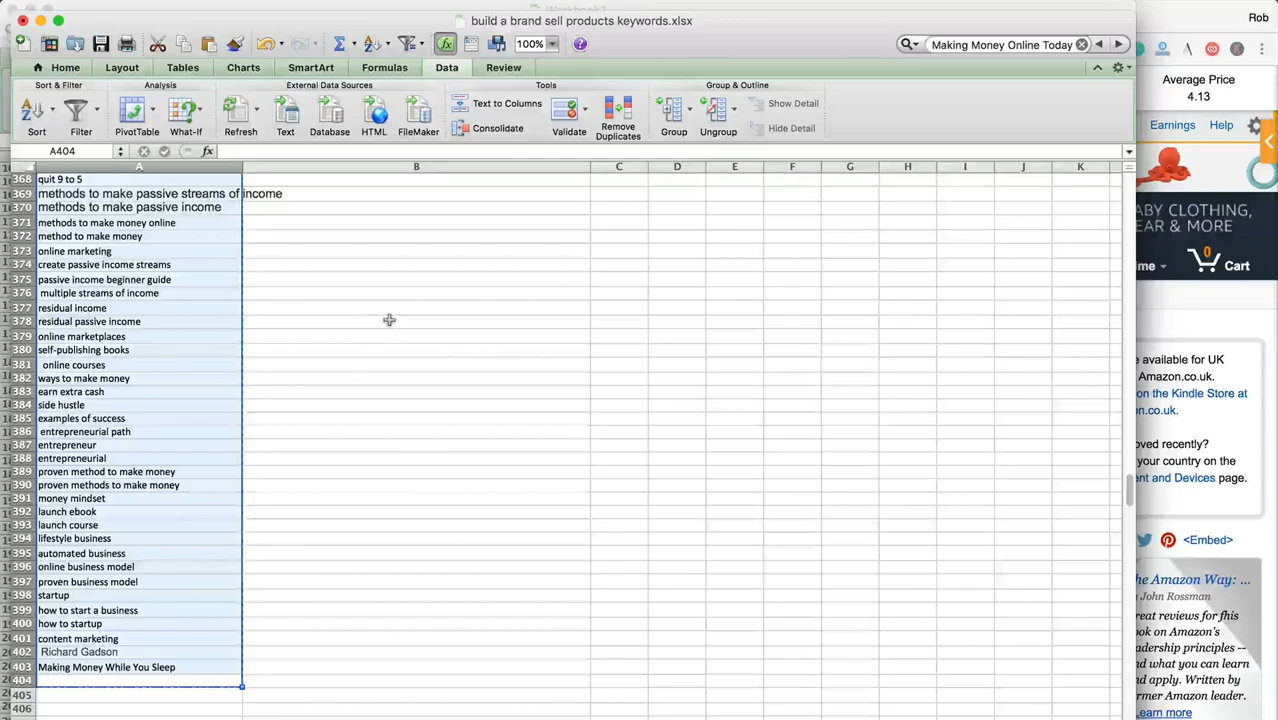 Workbook1
build a brand sell products keywords.xlsx
Rob
100%
Making Money Online Today
Home Layout Tables Charts SmartArt Formulas Data Review
Sort & Filter Analysis External Data Sources Tools Group & Outline
Sort Filter PivotTable What-If Refresh Text Database HTML FileMaker Text to Columns Consolidate Validate Remove Duplicates Group Ungroup Show Detail Hide Detail
A404 fx
A B C D E F G H I J K
368 quit 9 to 5
369 methods to make passive streams of income
370 methods to make passive income
371 methods to make money online
372 method to make money
373 online marketing
374 create passive income streams
375 passive income beginner guide
376 multiple streams of income
377 residual income
378 residual passive income
379 online marketplaces
380 self-publishing books
381 online courses
382 ways to make money
383 earn extra cash
384 side hustle
385 examples of success
386 entrepreneurial path
387 entrepreneur
388 entrepreneurial
389 proven method to make money
390 proven methods to make money
391 money mindset
392 launch ebook
393 launch course
394 lifestyle business
395 automated business
396 online business model
397 proven business model
398 startup
399 how to start a business
400 how to startup
401 content marketing
402 Richard Gadson
403 Making Money While You Sleep
404
405
406
Average Price
4.13
Earnings Help
ABY CLOTHING,
EAR & MORE
me 0 Cart
e available for UK
Amazon.co.uk.
on the Kindle Store at
on.co.uk.
oved recently?
your country on the
ent and Devices page.
<Embed>
he Amazon Way: ...
John Rossman
reat reviews for fhis
ok on Amazon's
adership principles --
nd what you can learn
nd apply. Written by
rmer Amazon leader.
earn more